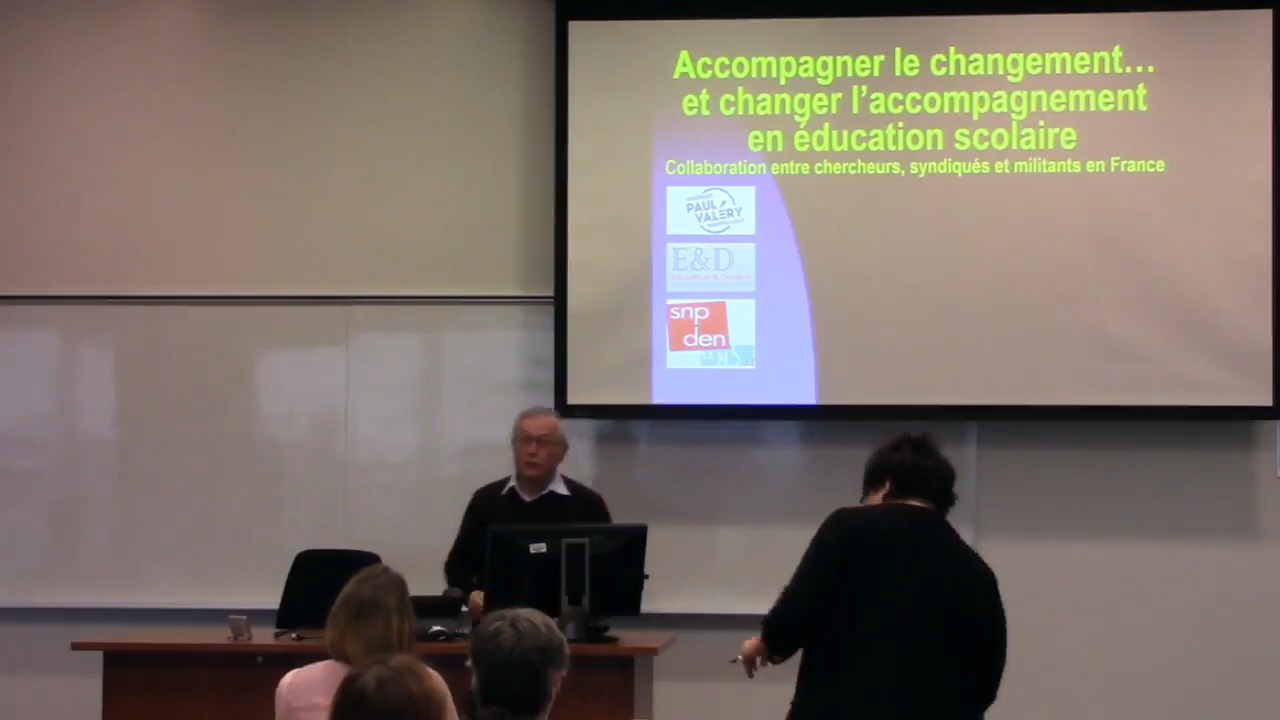 Accompagner le changement…
et changer l’accompagnement
en éducation scolaire
Collaboration entre chercheurs, syndiqués et militants en France
PAUL
VALÉRY
E&D
snp
den